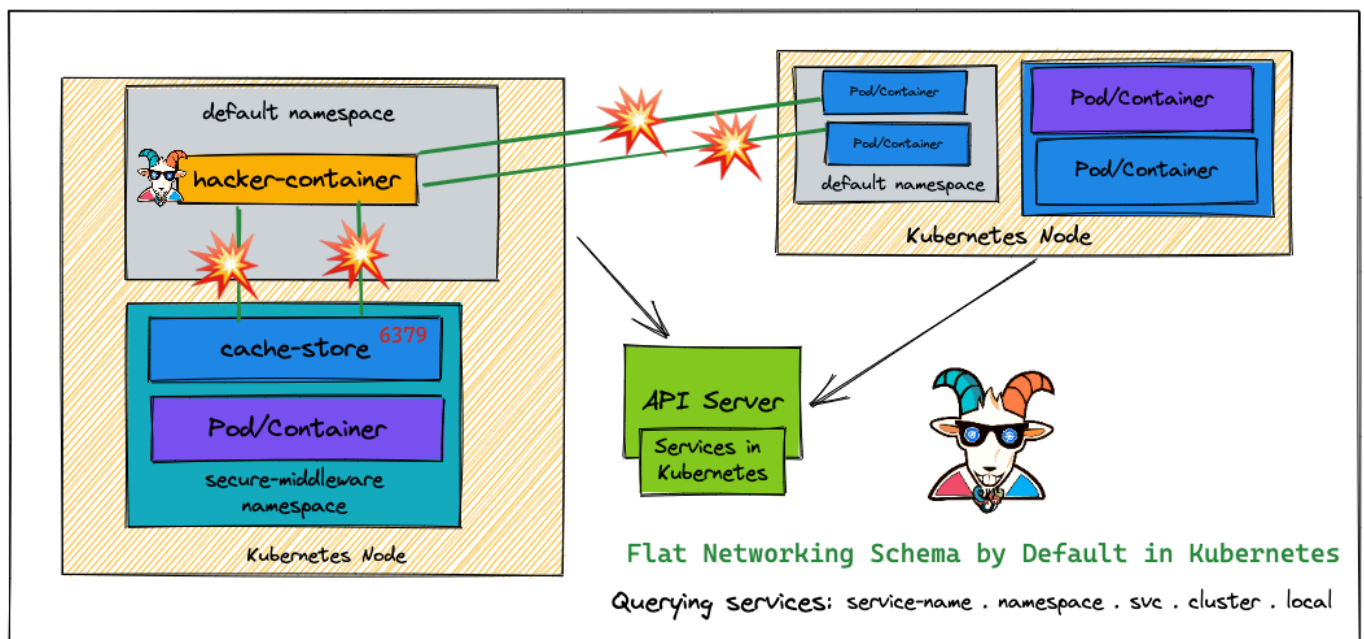 default namespace
hacker-container
cache-store
6379
Pod/Container
secure-middleware
namespace
Kubernetes Node
Pod/Container
Pod/Container
default namespace
Pod/Container
Pod/Container
Kubernetes Node
API Server
Services in
Kubernetes
Flat Networking Schema by Default in Kubernetes
Querying services: service-name . namespace . svc . cluster . local